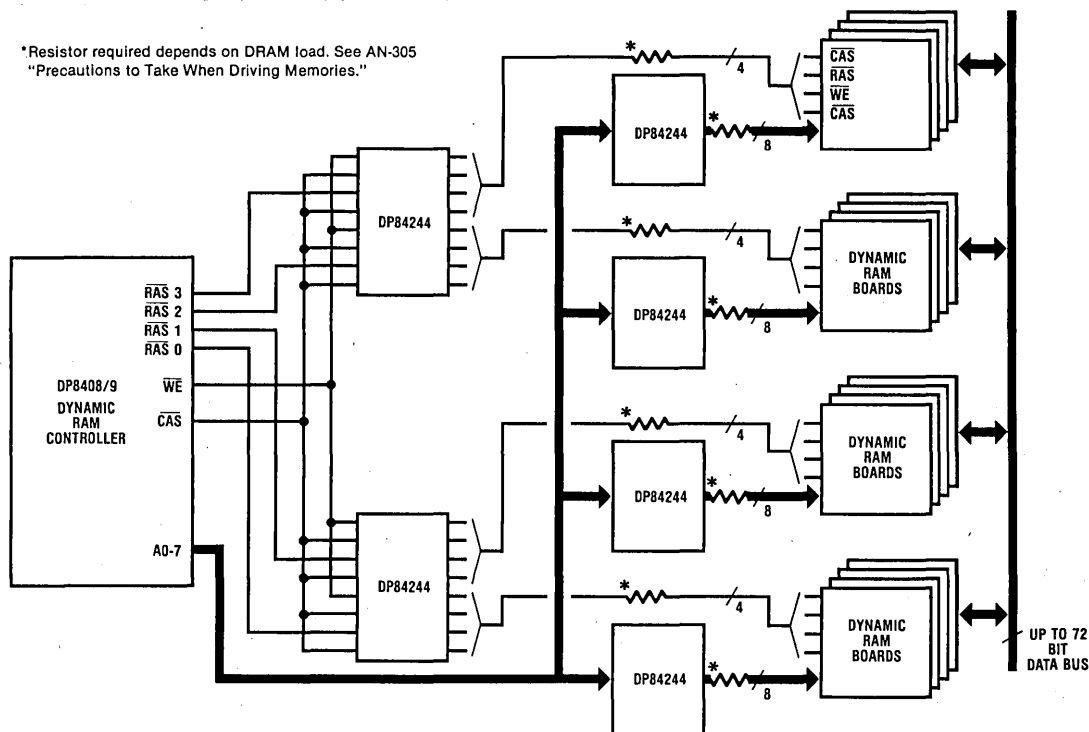 *Resistor required depends on DRAM load. See AN-305
"Precautions to Take When Driving Memories."
*
4
CAS
RAS
WE
CAS
DP84244
*
8
DP84244
*
4
DYNAMIC
RAM
BOARDS
DP84244
*
8
RAS 3
RAS 2
RAS 1
RAS 0
WE
CAS
A0-7
DP8408/9
DYNAMIC
RAM
CONTROLLER
*
4
DYNAMIC
RAM
BOARDS
DP84244
*
8
DP84244
*
4
DYNAMIC
RAM
BOARDS
DP84244
*
8
UP TO 72
BIT
DATA BUS